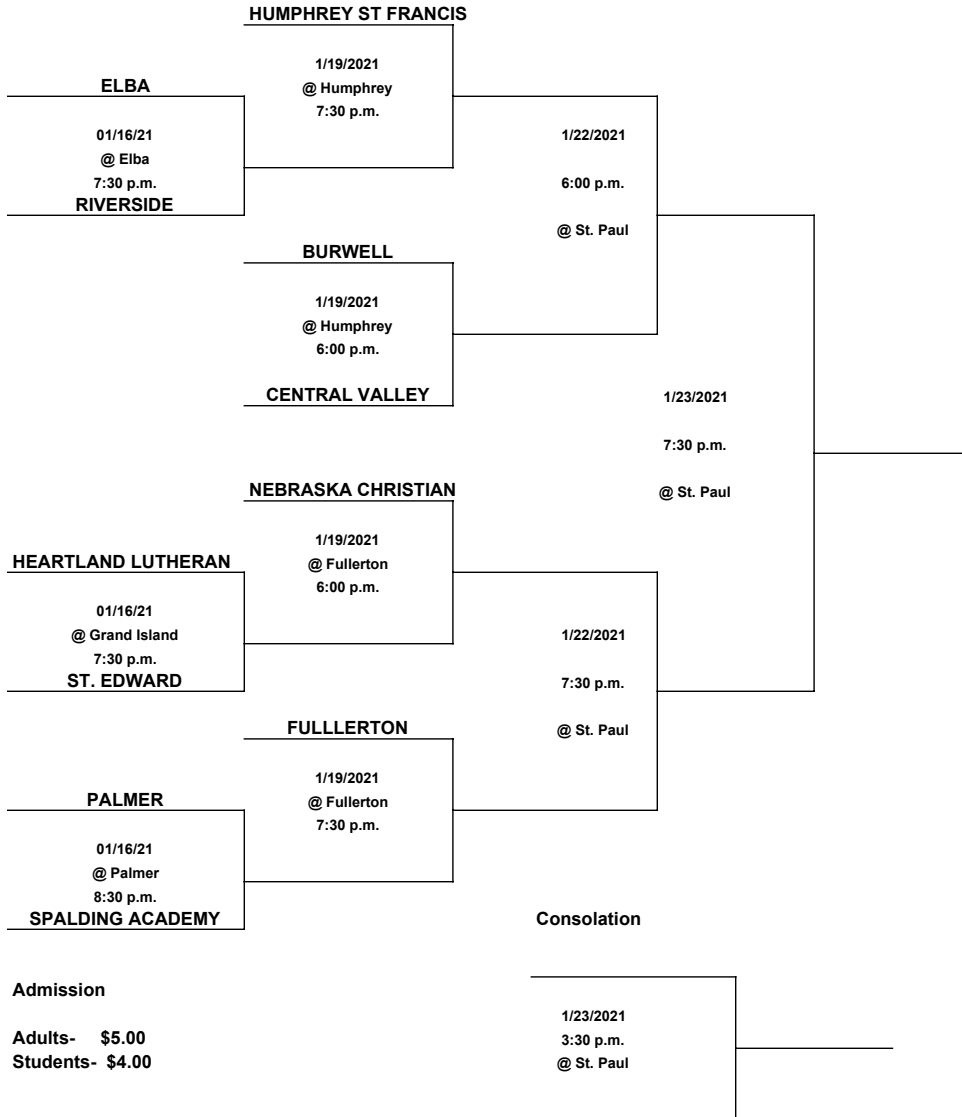 HUMPHREY ST FRANCIS
1/19/2021
@ Humphrey
7:30 p.m.
ELBA
01/16/21
@ Elba
7:30 p.m.
RIVERSIDE
1/22/2021
6:00 p.m.
@ St. Paul
BURWELL
1/19/2021
@ Humphrey
6:00 p.m.
CENTRAL VALLEY
1/23/2021
7:30 p.m.
@ St. Paul
NEBRASKA CHRISTIAN
1/19/2021
@ Fullerton
6:00 p.m.
HEARTLAND LUTHERAN
01/16/21
@ Grand Island
7:30 p.m.
ST. EDWARD
1/22/2021
7:30 p.m.
@ St. Paul
FULLLERTON
1/19/2021
@ Fullerton
7:30 p.m.
PALMER
01/16/21
@ Palmer
8:30 p.m.
SPALDING ACADEMY
Consolation
1/23/2021
3:30 p.m.
@ St. Paul
Admission
Adults- $5.00
Students- $4.00